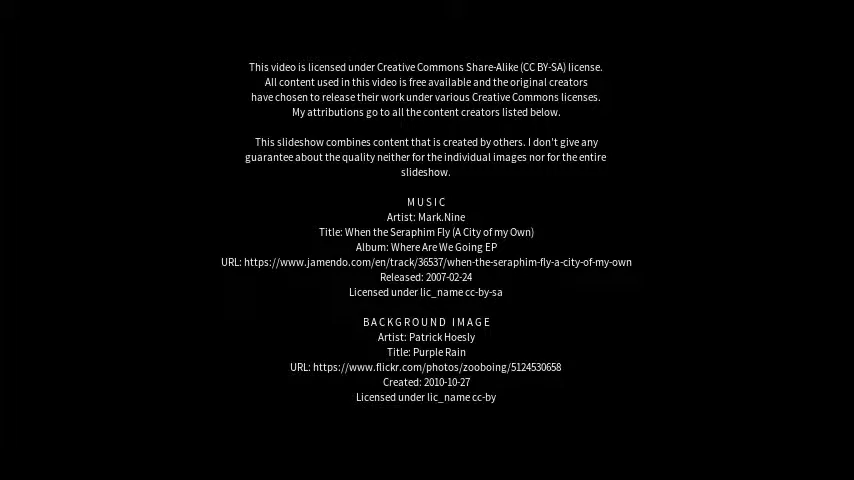 This video is licensed under Creative Commons Share-Alike (CC BY-SA) license.
All content used in this video is free available and the original creators
have chosen to release their work under various Creative Commons licenses.
My attributions go to all the content creators listed below.
This slideshow combines content that is created by others. I don't give any
guarantee about the quality neither for the individual images nor for the entire
slideshow.
MUSIC
Artist: Mark.Nine
Title: When the Seraphim Fly (A City of my Own)
Album: Where Are We Going EP
URL: https://www.jamendo.com/en/track/36537/when-the-seraphim-fly-a-city-of-my-own
Released: 2007-02-24
Licensed under lic_name cc-by-sa
BACKGROUND IMAGE
Artist: Patrick Hoesly
Title: Purple Rain
URL: https://www.flickr.com/photos/zooboing/5124530658
Created: 2010-10-27
Licensed under lic_name cc-by